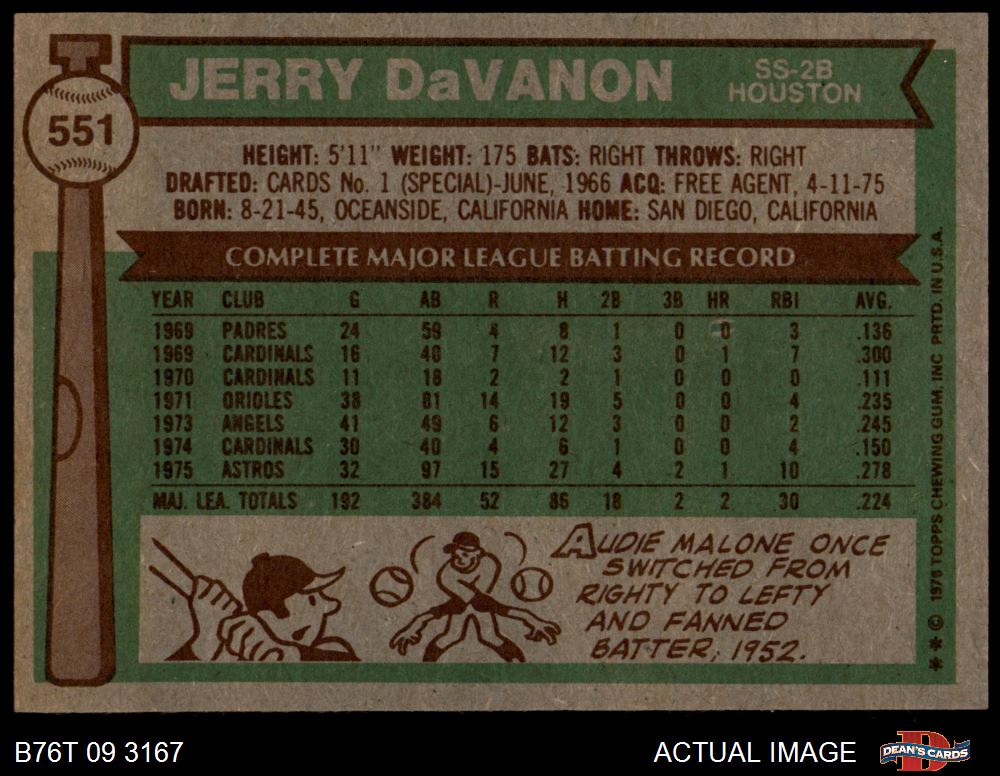 JERRY DaVANON
SS-2B
HOUSTON
551
HEIGHT: 5'11" WEIGHT: 175 BATS: RIGHT THROWS: RIGHT
DRAFTED: CARDS No. 1 (SPECIAL)-JUNE, 1966 ACQ: FREE AGENT, 4-11-75
BORN: 8-21-45, OCEANSIDE, CALIFORNIA HOME: SAN DIEGO, CALIFORNIA
COMPLETE MAJOR LEAGUE BATTING RECORD
YEAR CLUB G AB R H 2B 3B HR RBI AVG.
1969 PADRES 24 59 4 8 1 0 0 3 .136
1969 CARDINALS 16 40 7 12 3 0 1 7 .300
1970 CARDINALS 11 18 2 2 1 0 0 0 .111
1971 ORIOLES 38 81 14 19 5 0 0 4 .235
1973 ANGELS 41 49 6 12 3 0 0 2 .245
1974 CARDINALS 30 40 4 6 1 0 0 4 .150
1975 ASTROS 32 97 15 27 4 2 1 10 .278
MAJ. LEA. TOTALS 192 384 52 86 18 2 2 30 .224
AUDIE MALONE ONCE
SWITCHED FROM
RIGHTY TO LEFTY
AND FANNED
BATTER, 1952.
** © 1976 TOPPS CHEWING GUM, INC PRTD. IN U.S.A.
B76T 09 3167
ACTUAL IMAGE
D
DEAN'S CARDS